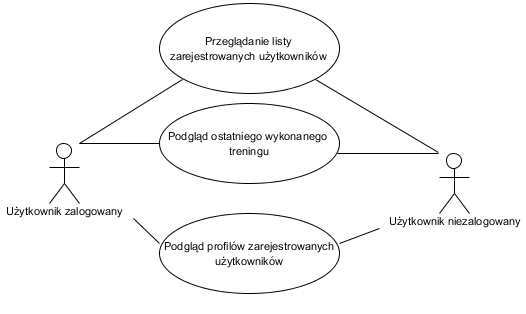 Przeglądanie listy
zarejestrowanych użytkowników
Podgląd ostatniego wykonanego
treningu
Użytkownik zalogowany
Użytkownik niezalogowany
Podgląd profilów zarejestrowanych
użytkowników